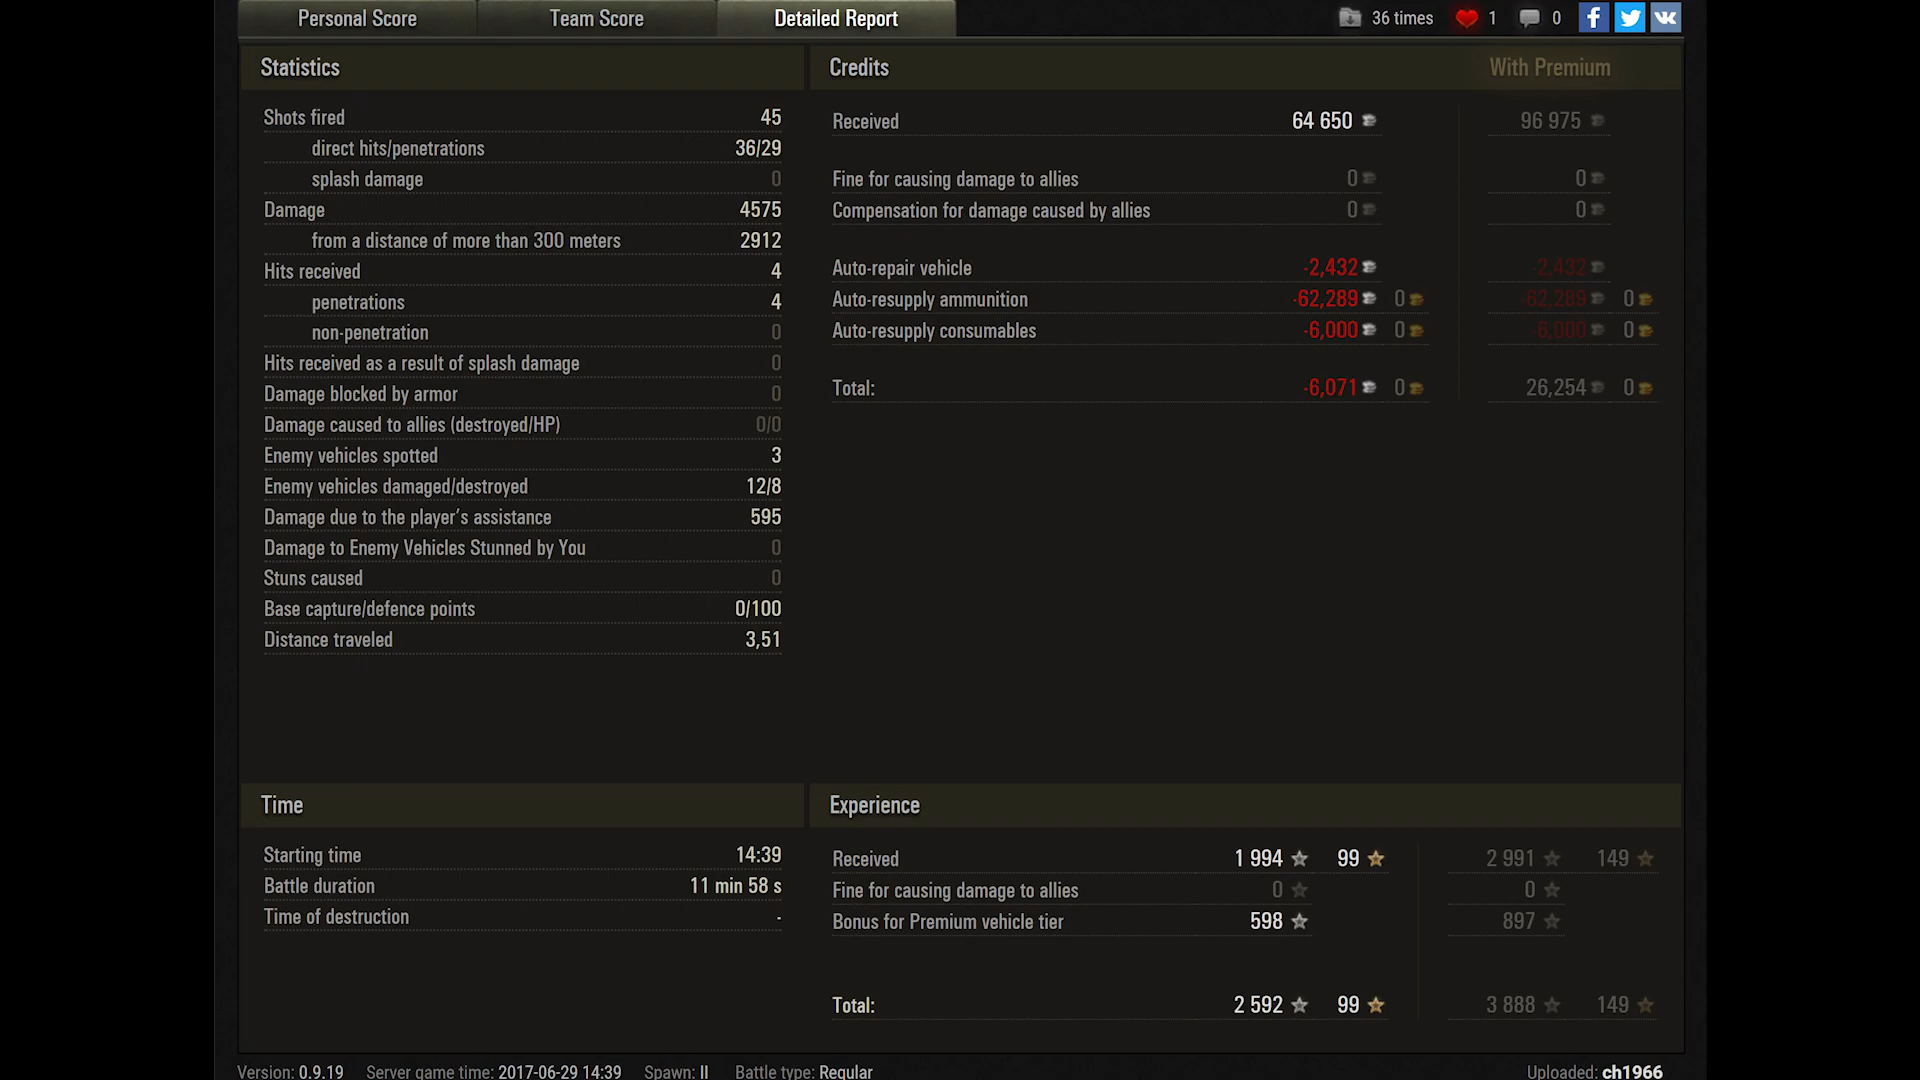 Personal Score Team Score Detailed Report 36 times 1 0
Statistics
Shots fired 45
direct hits/penetrations 36/29
splash damage 0
Damage 4575
from a distance of more than 300 meters 2912
Hits received 4
penetrations 4
non-penetration 0
Hits received as a result of splash damage 0
Damage blocked by armor 0
Damage caused to allies (destroyed/HP) 0/0
Enemy vehicles spotted 3
Enemy vehicles damaged/destroyed 12/8
Damage due to the player's assistance 595
Damage to Enemy Vehicles Stunned by You 0
Stuns caused 0
Base capture/defence points 0/100
Distance traveled 3,51
Credits With Premium
Received 64 650 96 975
Fine for causing damage to allies 0 0
Compensation for damage caused by allies 0 0
Auto-repair vehicle -2,432 -2,432
Auto-resupply ammunition -62,289 0 -62,289 0
Auto-resupply consumables -6,000 0 -6,000 0
Total: -6,071 0 26,254 0
Time
Starting time 14:39
Battle duration 11 min 58 s
Time of destruction -
Experience
Received 1 994 99 2 991 149
Fine for causing damage to allies 0 0
Bonus for Premium vehicle tier 598 897
Total: 2 592 99 3 888 149
Version: 0.9.19 Server game time: 2017-06-29 14:39 Spawn: II Battle type: Regular Uploaded: ch1966